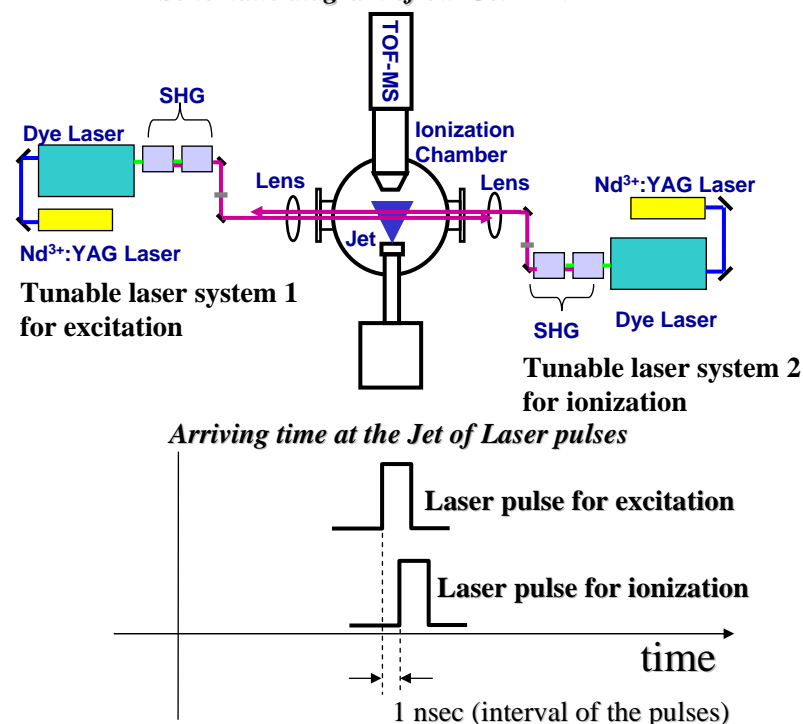 TOF-MS
SHG
Dye Laser
Ionization
Chamber
Lens
Lens
Nd³⁺:YAG Laser
Jet
Nd³⁺:YAG Laser
Tunable laser system 1
for excitation
SHG
Dye Laser
Tunable laser system 2
for ionization
Arriving time at the Jet of Laser pulses
Laser pulse for excitation
Laser pulse for ionization
time
1 nsec (interval of the pulses)